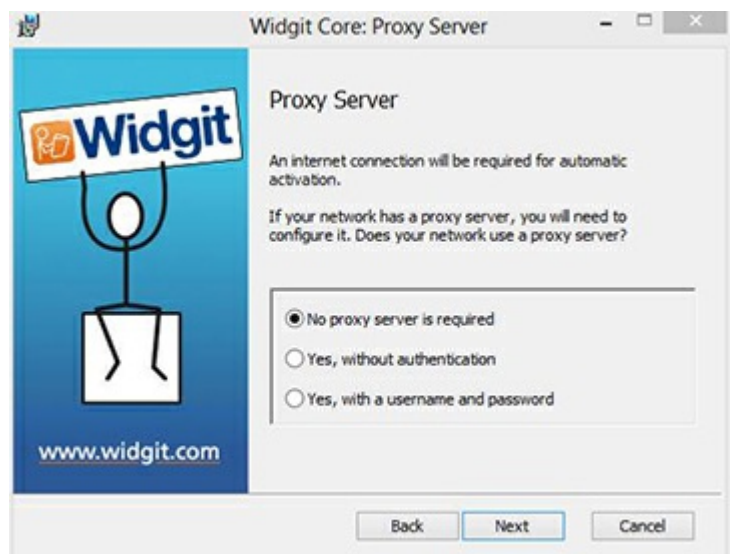 Widgit Core: Proxy Server
Widgit
Proxy Server
An internet connection will be required for automatic
activation.
If your network has a proxy server, you will need to
configure it. Does your network use a proxy server?
No proxy server is required
Yes, without authentication
Yes, with a username and password
www.widgit.com
Back Next Cancel